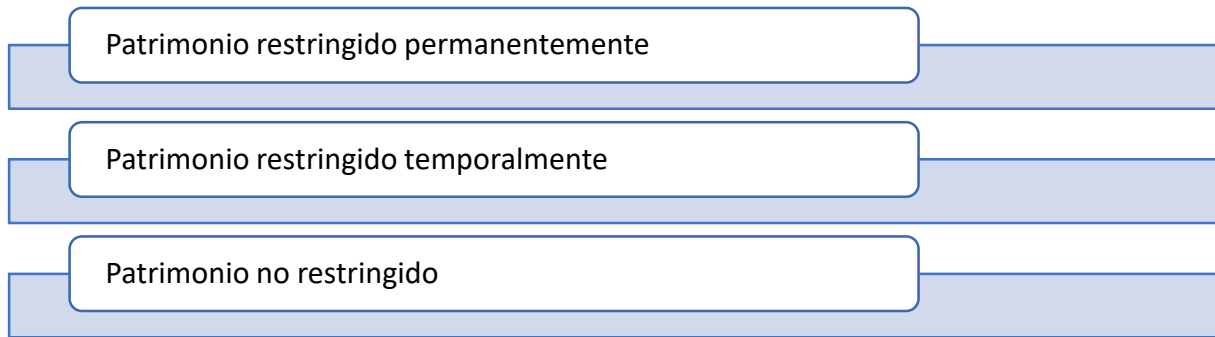 Patrimonio restringido permanentemente
Patrimonio restringido temporalmente
Patrimonio no restringido